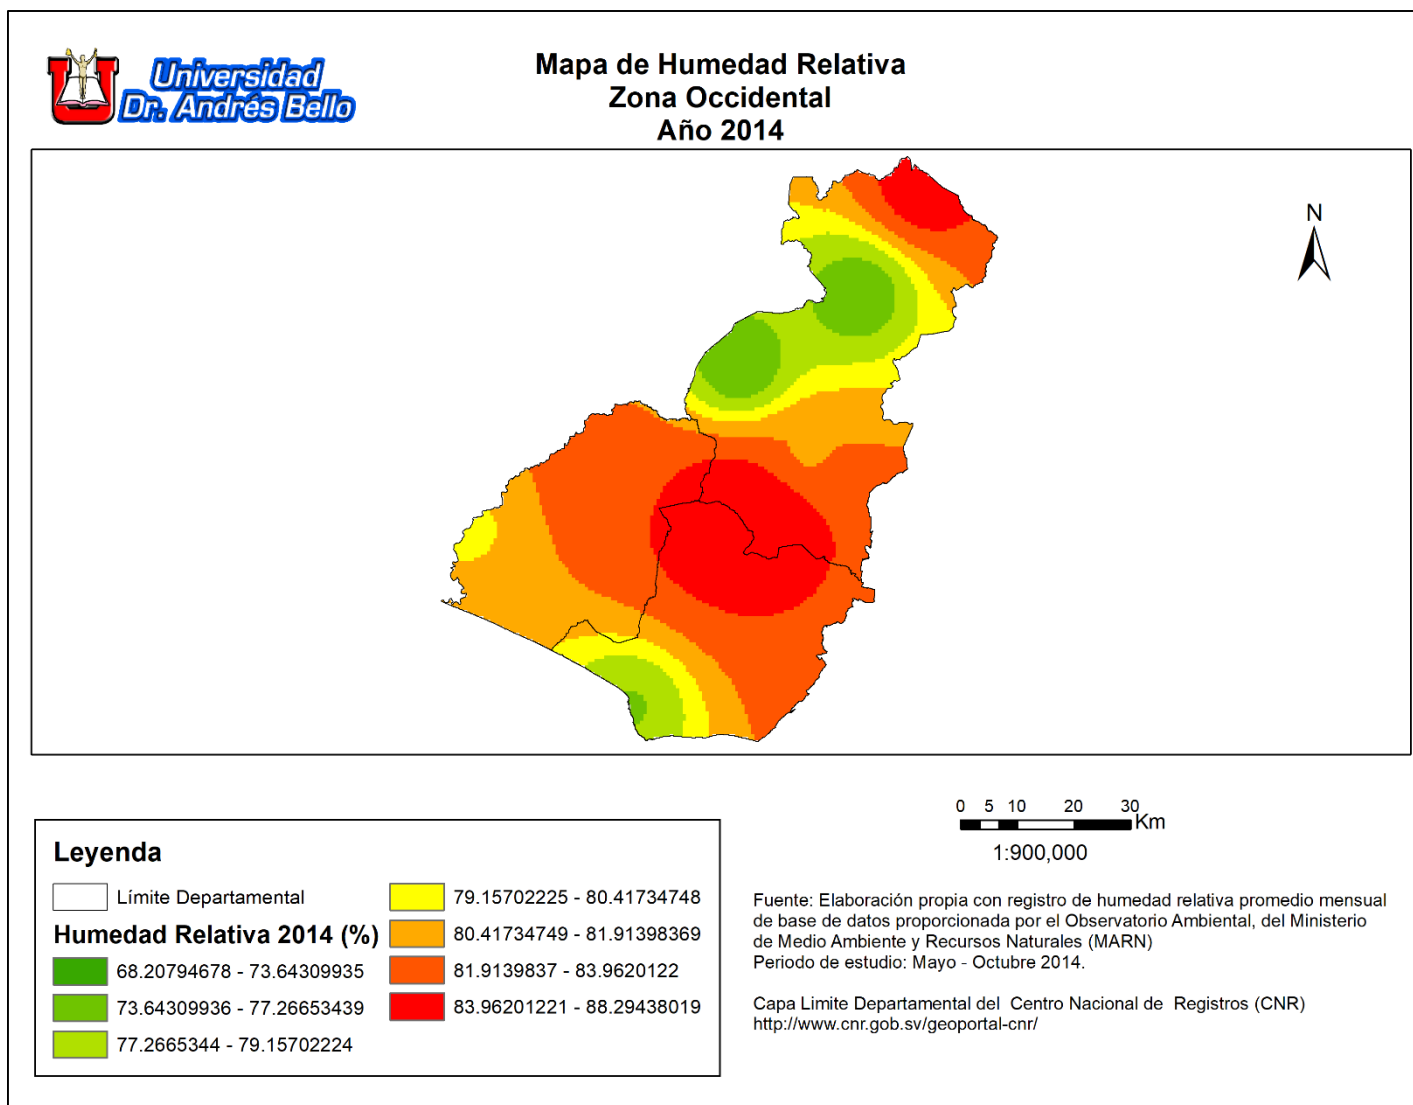 Universidad
Dr. Andrés Bello
Mapa de Humedad Relativa
Zona Occidental
Año 2014
N
0 5 10 20 30
Km
1:900,000
Leyenda
Límite Departamental
Humedad Relativa 2014 (%)
68.20794678 - 73.64309935
73.64309936 - 77.26653439
77.2665344 - 79.15702224
79.15702225 - 80.41734748
80.41734749 - 81.91398369
81.9139837 - 83.9620122
83.96201221 - 88.29438019
Fuente: Elaboración propia con registro de humedad relativa promedio mensual
de base de datos proporcionada por el Observatorio Ambiental, del Ministerio
de Medio Ambiente y Recursos Naturales (MARN)
Periodo de estudio: Mayo - Octubre 2014.
Capa Limite Departamental del Centro Nacional de Registros (CNR)
http://www.cnr.gob.sv/geoportal-cnr/